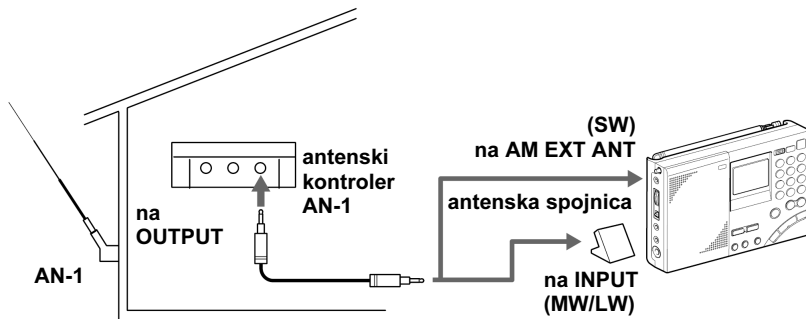 AN-1
na
OUTPUT
antenski
kontroler
AN-1
(SW)
na AM EXT ANT
antenska spojnica
na INPUT
(MW/LW)